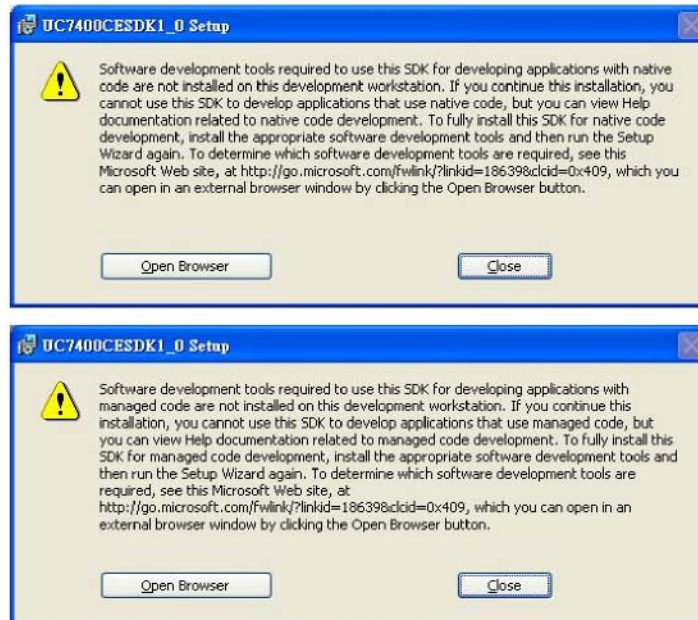 UC7400CESDK1_0 Setup
Software development tools required to use this SDK for developing applications with native
code are not installed on this development workstation. If you continue this installation, you
cannot use this SDK to develop applications that use native code, but you can view Help
documentation related to native code development. To fully install this SDK for native code
development, install the appropriate software development tools and then run the Setup
Wizard again. To determine which software development tools are required, see this
Microsoft Web site, at http://go.microsoft.com/fwlink/?linkid=18639&clcid=0x409, which you
can open in an external browser window by clicking the Open Browser button.
Open Browser
Close
UC7400CESDK1_0 Setup
Software development tools required to use this SDK for developing applications with
managed code are not installed on this development workstation. If you continue this
installation, you cannot use this SDK to develop applications that use managed code, but
you can view Help documentation related to managed code development. To fully install this
SDK for managed code development, install the appropriate software development tools and
then run the Setup Wizard again. To determine which software development tools are
required, see this Microsoft Web site, at
http://go.microsoft.com/fwlink/?linkid=18639&clcid=0x409, which you can open in an
external browser window by clicking the Open Browser button.
Open Browser
Close